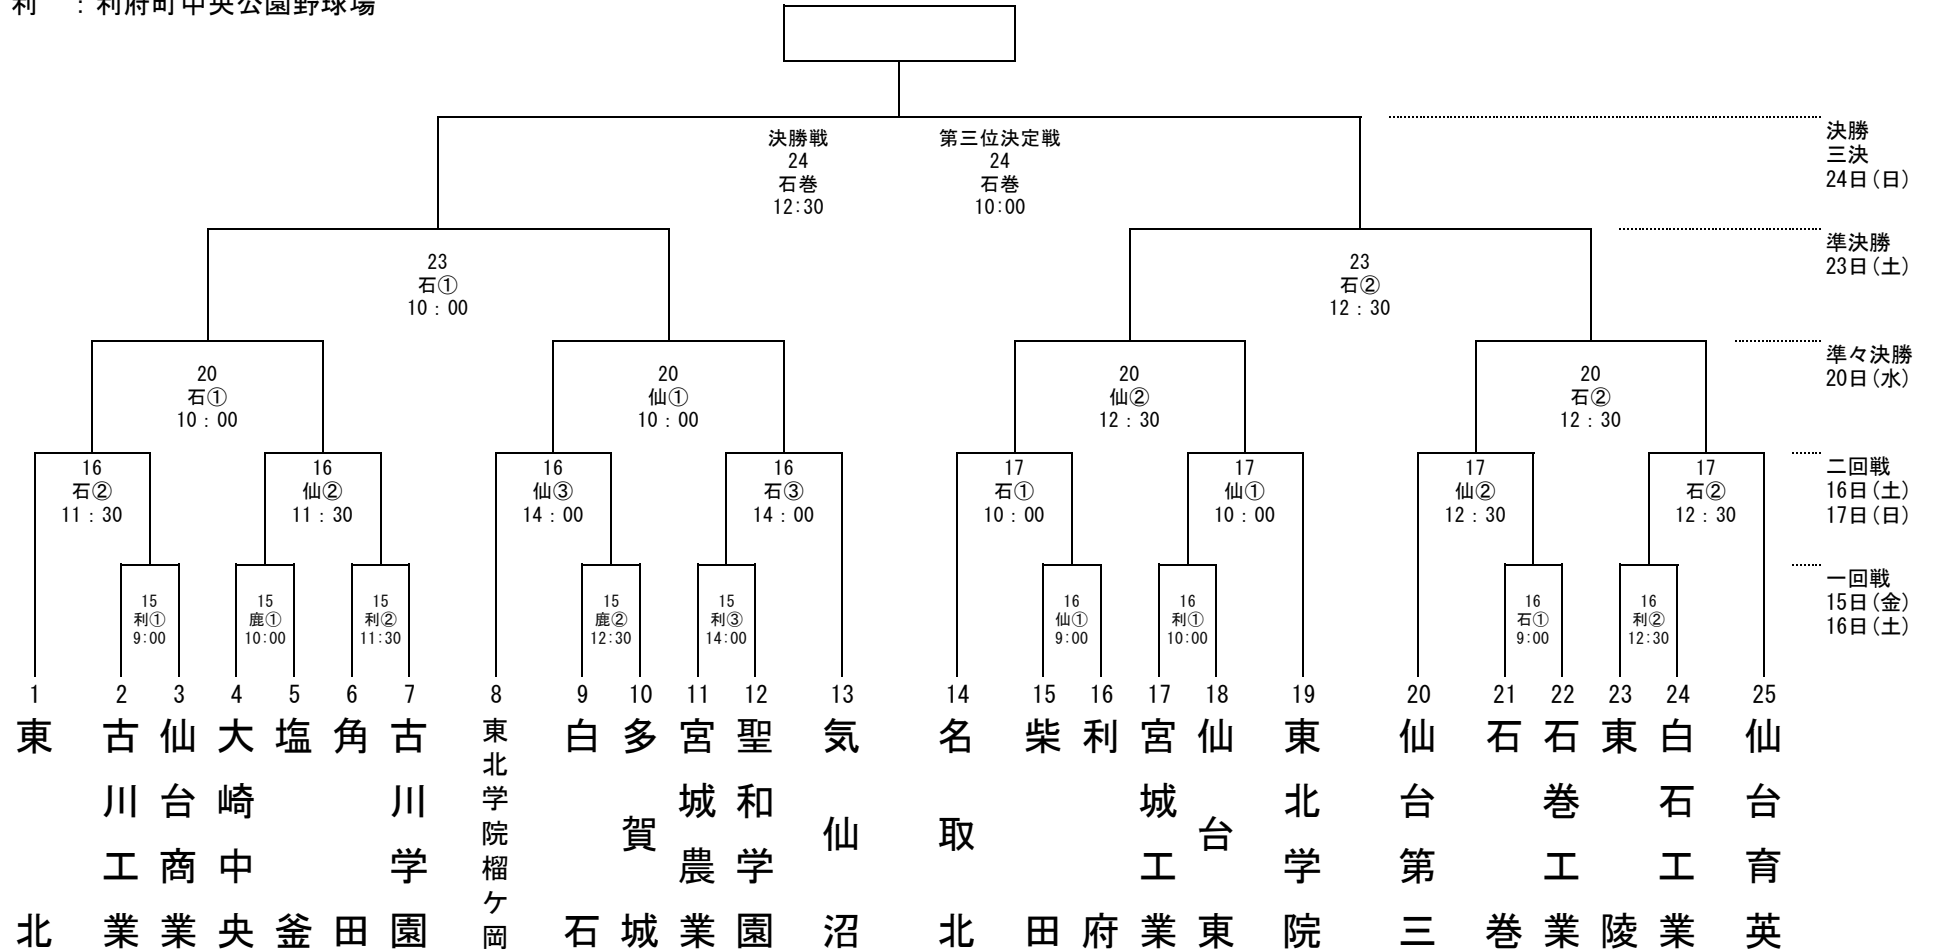 利　：利府町中央公園野球場
決勝戦
24
石巻
12:30
第三位決定戦
24
石巻
10:00
決勝
三決
24日(日)
23
石①
10：00
23
石②
12：30
準決勝
23日(土)
20
石①
10：00
20
仙①
10：00
20
仙②
12：30
20
石②
12：30
準々決勝
20日(水)
16
石②
11：30
16
仙②
11：30
16
仙③
14：00
16
石③
14：00
17
石①
10：00
17
仙①
10：00
17
仙②
12：30
17
石②
12：30
二回戦
16日(土)
17日(日)
15
利①
9:00
15
鹿①
10:00
15
利②
11:30
15
鹿②
12:30
15
利③
14:00
16
仙①
9:00
16
利①
10:00
16
石①
9:00
16
利②
12:30
一回戦
15日(金)
16日(土)
1
東北
2
古川工業
3
仙台商業
4
大崎中央
5
塩釜
6
角田
7
古川学園
8
東北学院榴ケ岡
9
白石
10
多賀城
11
宮城農業
12
聖和学園
13
気仙沼
14
名取北
15
柴田
16
利府
17
宮城工業
18
仙台東
19
東北学院
20
仙台第三
21
石巻
22
石巻工業
23
東陵
24
白石工業
25
仙台育英